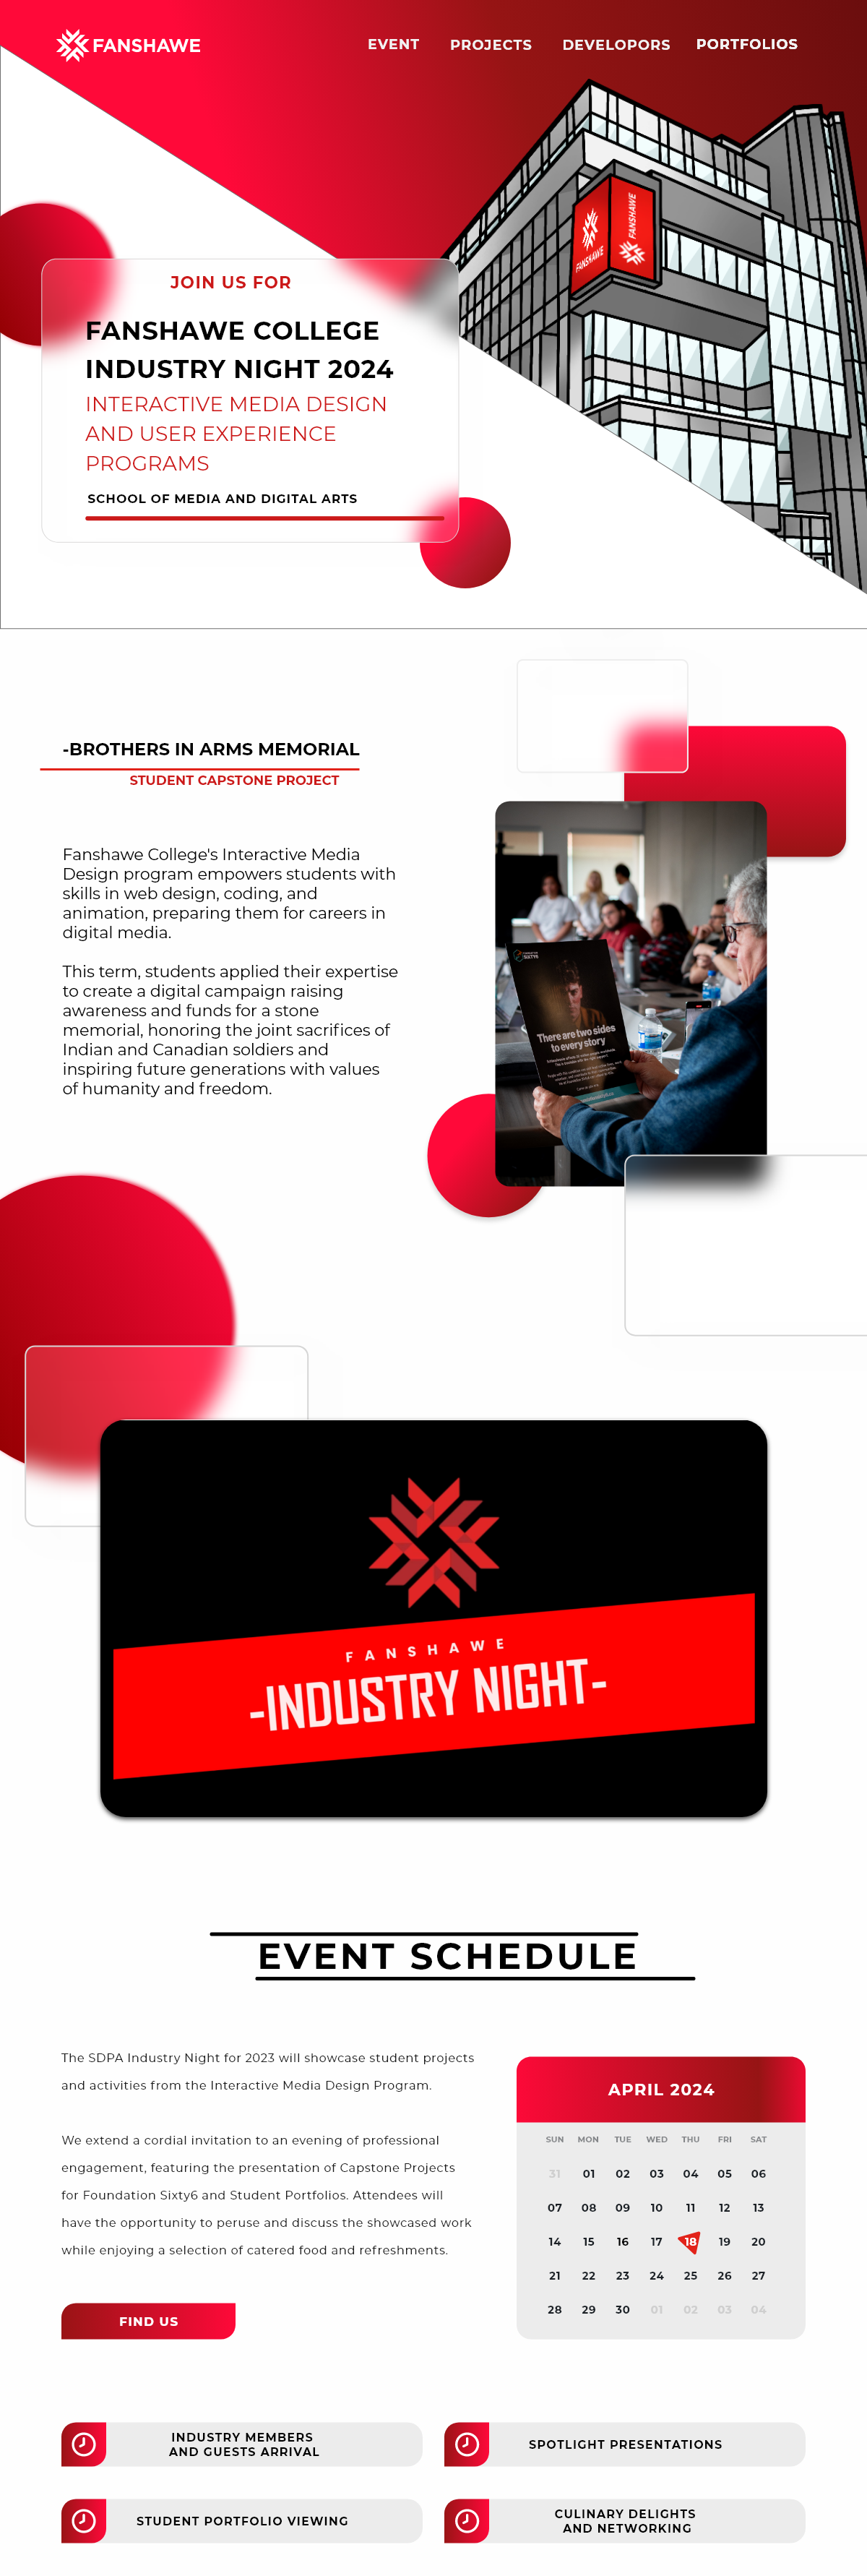 FANSHAWE
EVENT PROJECTS DEVELOPORS PORTFOLIOS
FANSHAWE
FANSHAWE
JOIN US FOR
FANSHAWE COLLEGE
INDUSTRY NIGHT 2024
INTERACTIVE MEDIA DESIGN
AND USER EXPERIENCE
PROGRAMS
SCHOOL OF MEDIA AND DIGITAL ARTS
-BROTHERS IN ARMS MEMORIAL
STUDENT CAPSTONE PROJECT
Fanshawe College's Interactive Media
Design program empowers students with
skills in web design, coding, and
animation, preparing them for careers in
digital media.
This term, students applied their expertise
to create a digital campaign raising
awareness and funds for a stone
memorial, honoring the joint sacrifices of
Indian and Canadian soldiers and
inspiring future generations with values
of humanity and freedom.
There are two sides
to every story
FANSHAWE
-INDUSTRY NIGHT-
EVENT SCHEDULE
The SDPA Industry Night for 2023 will showcase student projects
and activities from the Interactive Media Design Program.
We extend a cordial invitation to an evening of professional
engagement, featuring the presentation of Capstone Projects
for Foundation Sixty6 and Student Portfolios. Attendees will
have the opportunity to peruse and discuss the showcased work
while enjoying a selection of catered food and refreshments.
FIND US
APRIL 2024
SUN MON TUE WED THU FRI SAT
31 01 02 03 04 05 06
07 08 09 10 11 12 13
14 15 16 17 18 19 20
21 22 23 24 25 26 27
28 29 30 01 02 03 04
INDUSTRY MEMBERS
AND GUESTS ARRIVAL
SPOTLIGHT PRESENTATIONS
STUDENT PORTFOLIO VIEWING
CULINARY DELIGHTS
AND NETWORKING